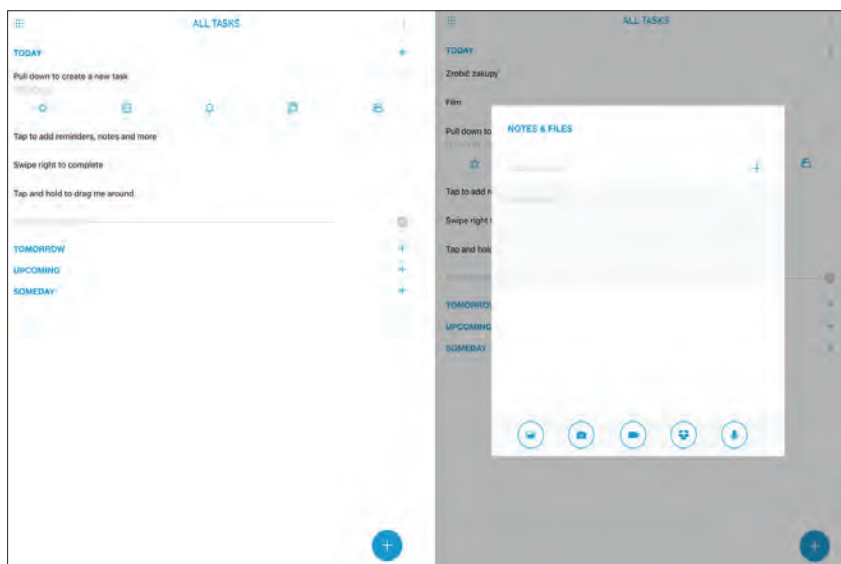 ALL TASKS
TODAY
Pull down to create a new task
Tap to add reminders, notes and more
Swipe right to complete
Tap and hold to drag me around
TOMORROW
UPCOMING
SOMEDAY
ALL TASKS
TODAY
Zrobić zakupy
Film
Pull down to
NOTES & FILES
Tap to add
Swipe right
Tap and hold
TOMORRO
UPCOMING
SOMEDAY